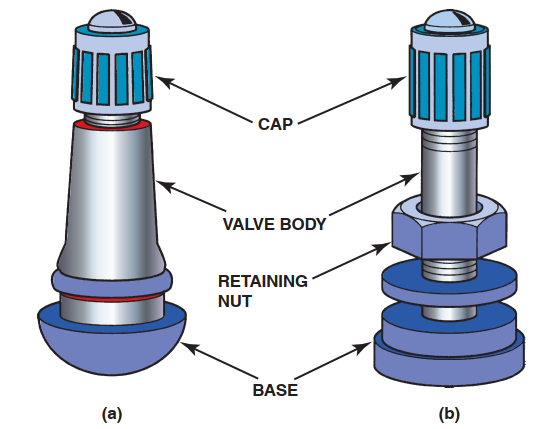 CAP
VALVE BODY
RETAINING
NUT
BASE
(a)
(b)